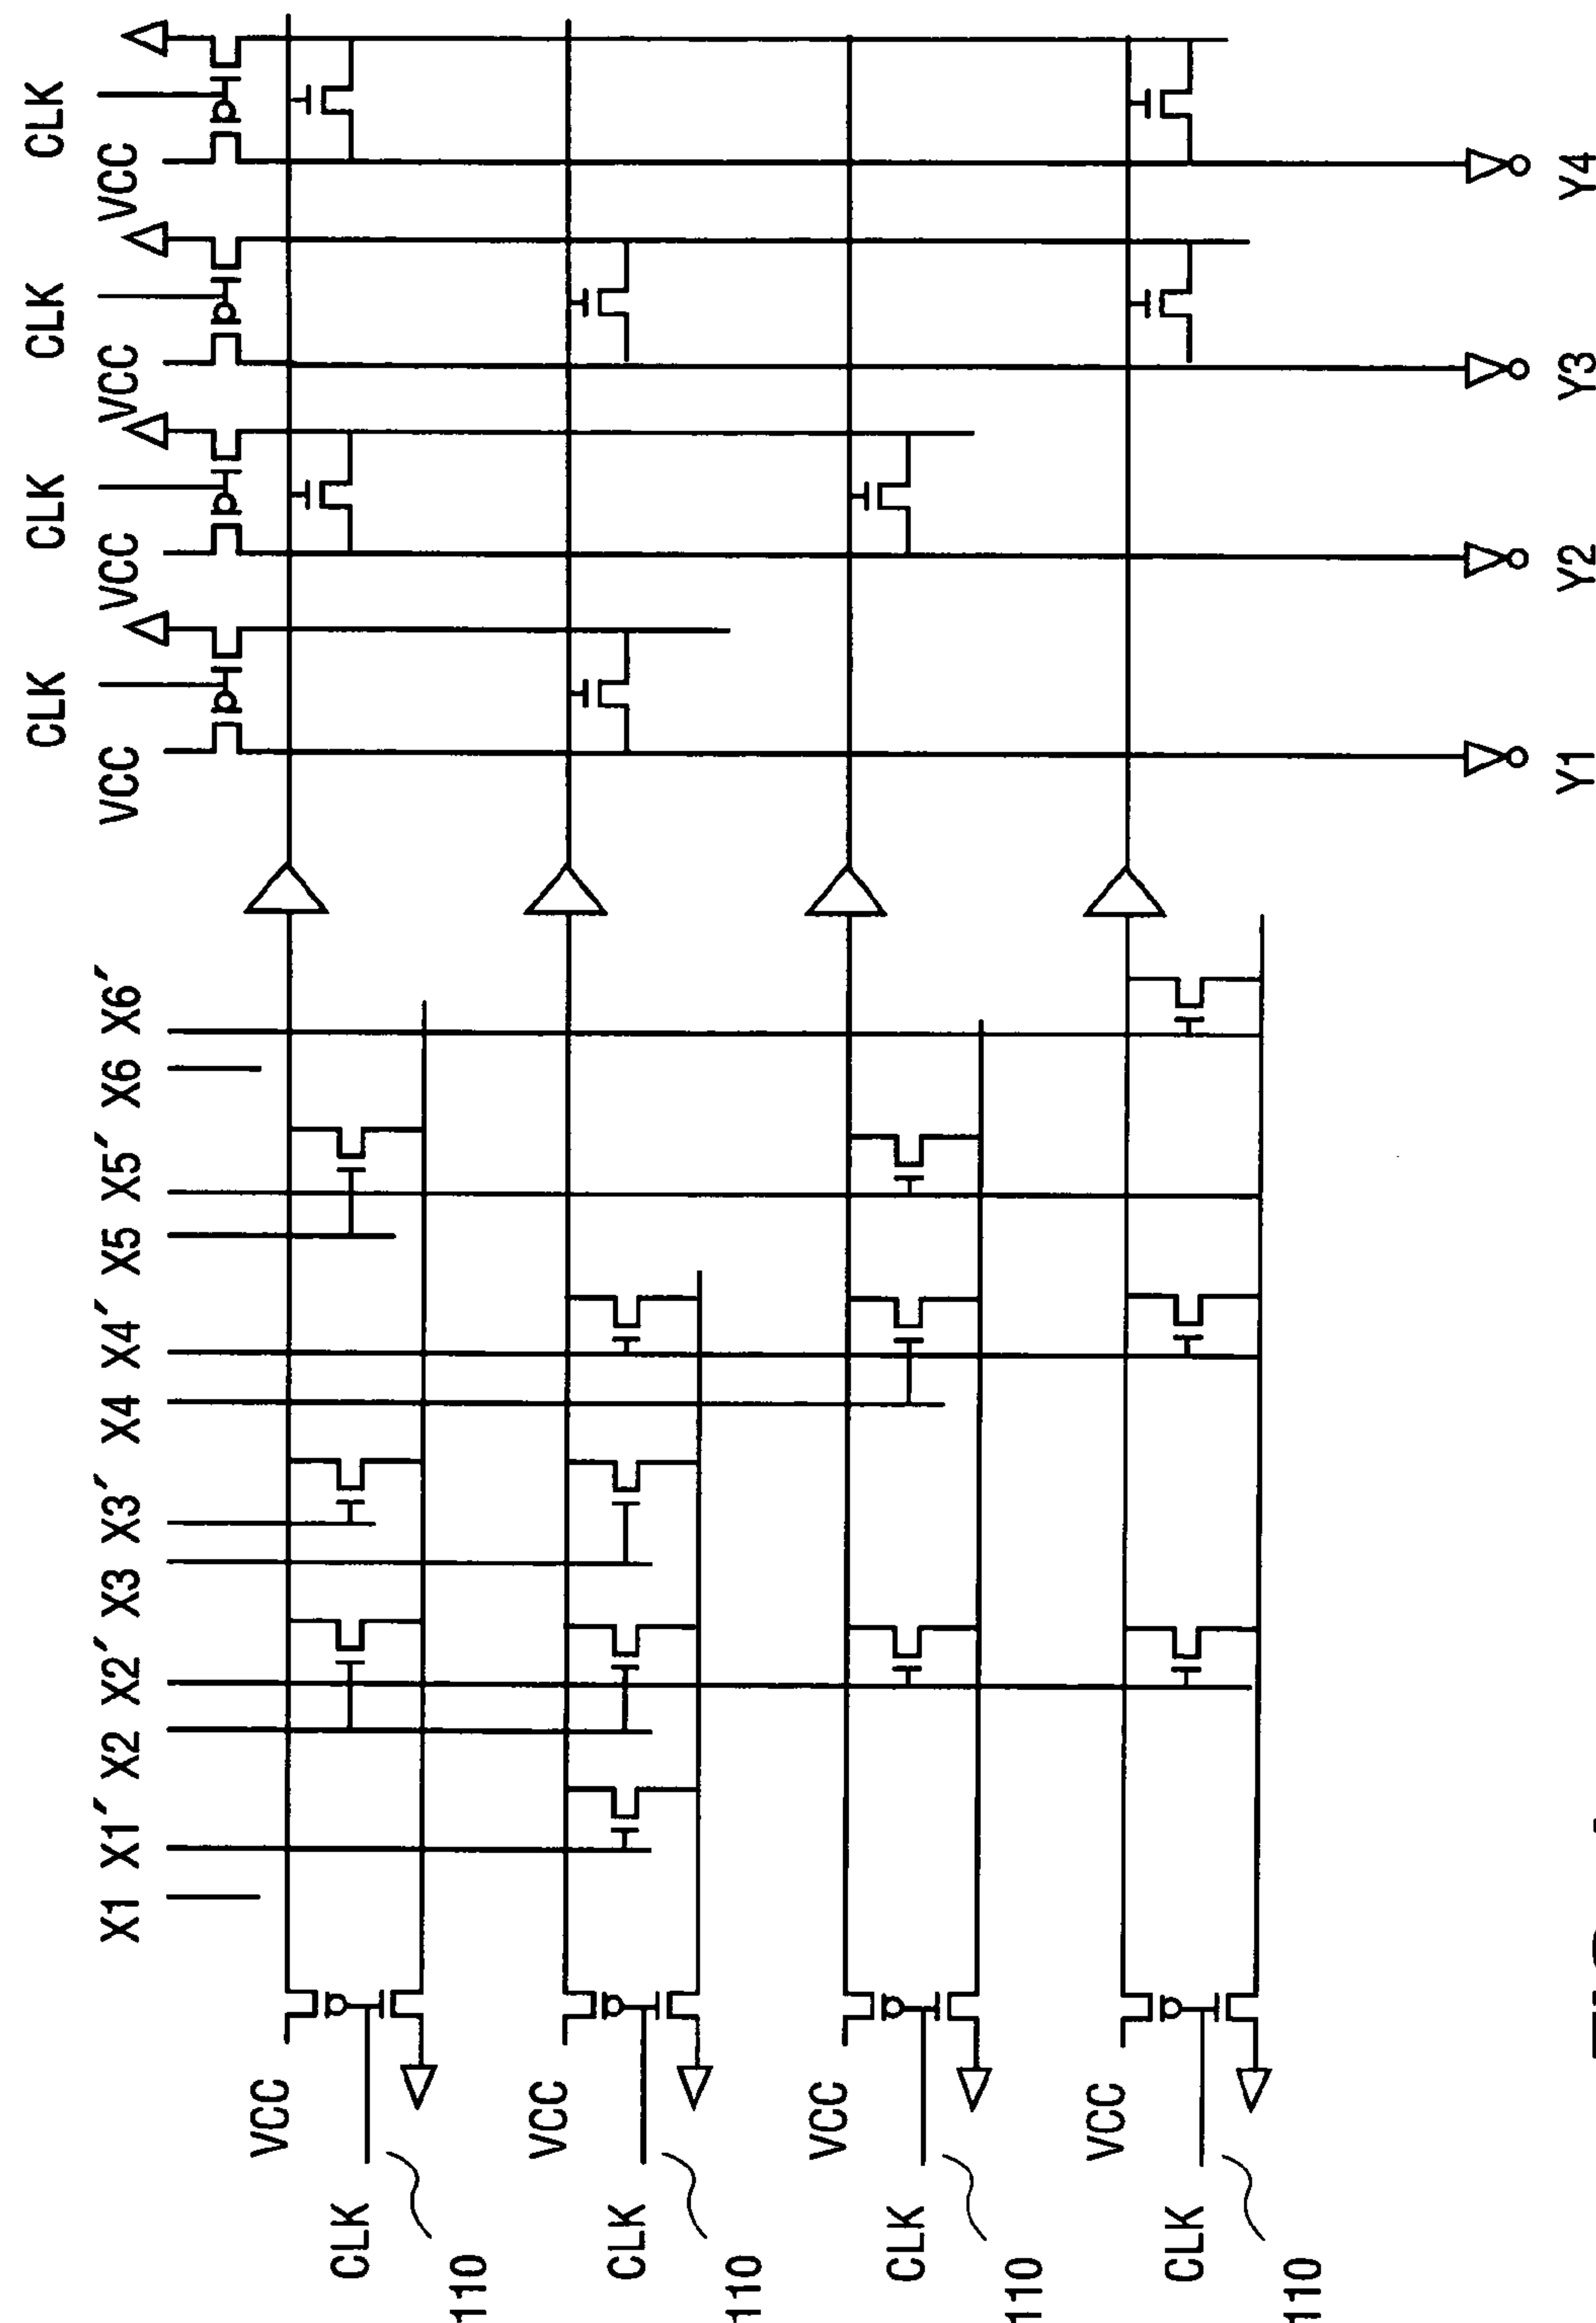 CLK CLK CLK CLK
X1 X1´ X2 X2´ X3 X3´ X4 X4´ X5 X5´ X6 X6´ VCC VCC VCC VCC
VCC
CLK
110
VCC
CLK
110
VCC
CLK
110
VCC
CLK
110
Y1 Y2 Y3 Y4